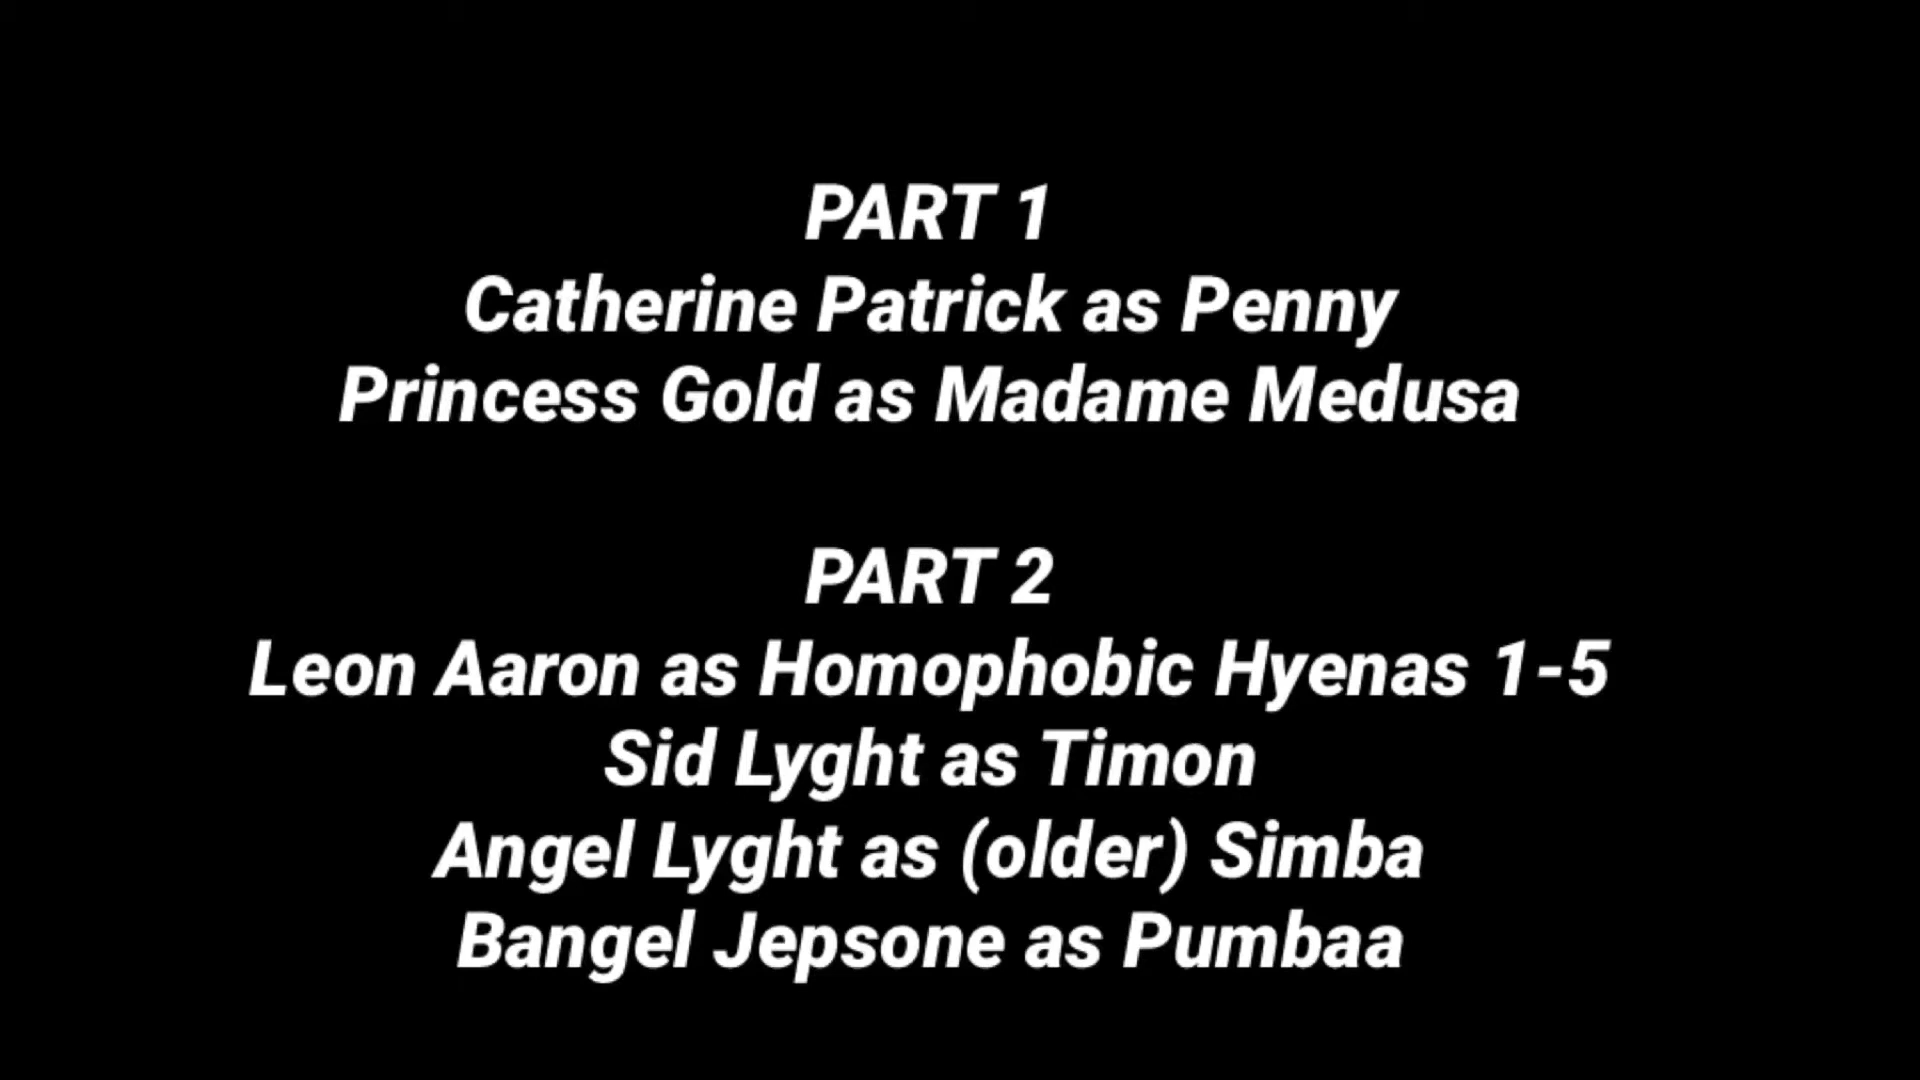 PART 1
Catherine Patrick as Penny
Princess Gold as Madame Medusa
PART 2
Leon Aaron as Homophobic Hyenas 1-5
Sid Lyght as Timon
Angel Lyght as (older) Simba
Bangel Jepsone as Pumbaa